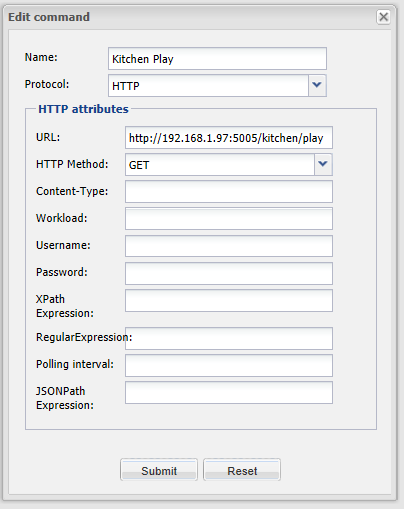 Edit command
Name: Kitchen Play
Protocol: HTTP
HTTP attributes
URL: http://192.168.1.97:5005/kitchen/play
HTTP Method: GET
Content-Type:
Workload:
Username:
Password:
XPath
Expression:
RegularExpression:
Polling interval:
JSONPath
Expression:
Submit Reset